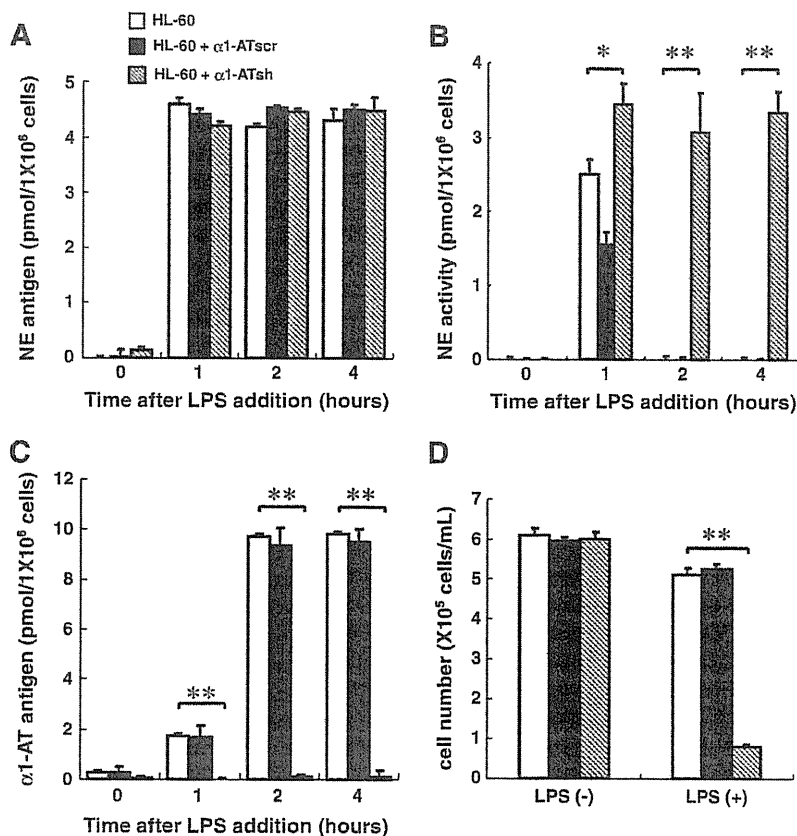 A
HL-60
HL-60 + α1-ATscr
HL-60 + α1-ATsh
NE antigen (pmol/1X10⁶ cells)
5
4
3
2
1
0
0 1 2 4
Time after LPS addition (hours)
B
NE activity (pmol/1X10⁶ cells)
4
3
2
1
0
* ** **
0 1 2 4
Time after LPS addition (hours)
C
α1-AT antigen (pmol/1X10⁶ cells)
12
10
8
6
4
2
0
** ** **
0 1 2 4
Time after LPS addition (hours)
D
cell number (X10⁵ cells/mL)
7
6
5
4
3
2
1
0
**
LPS (-) LPS (+)